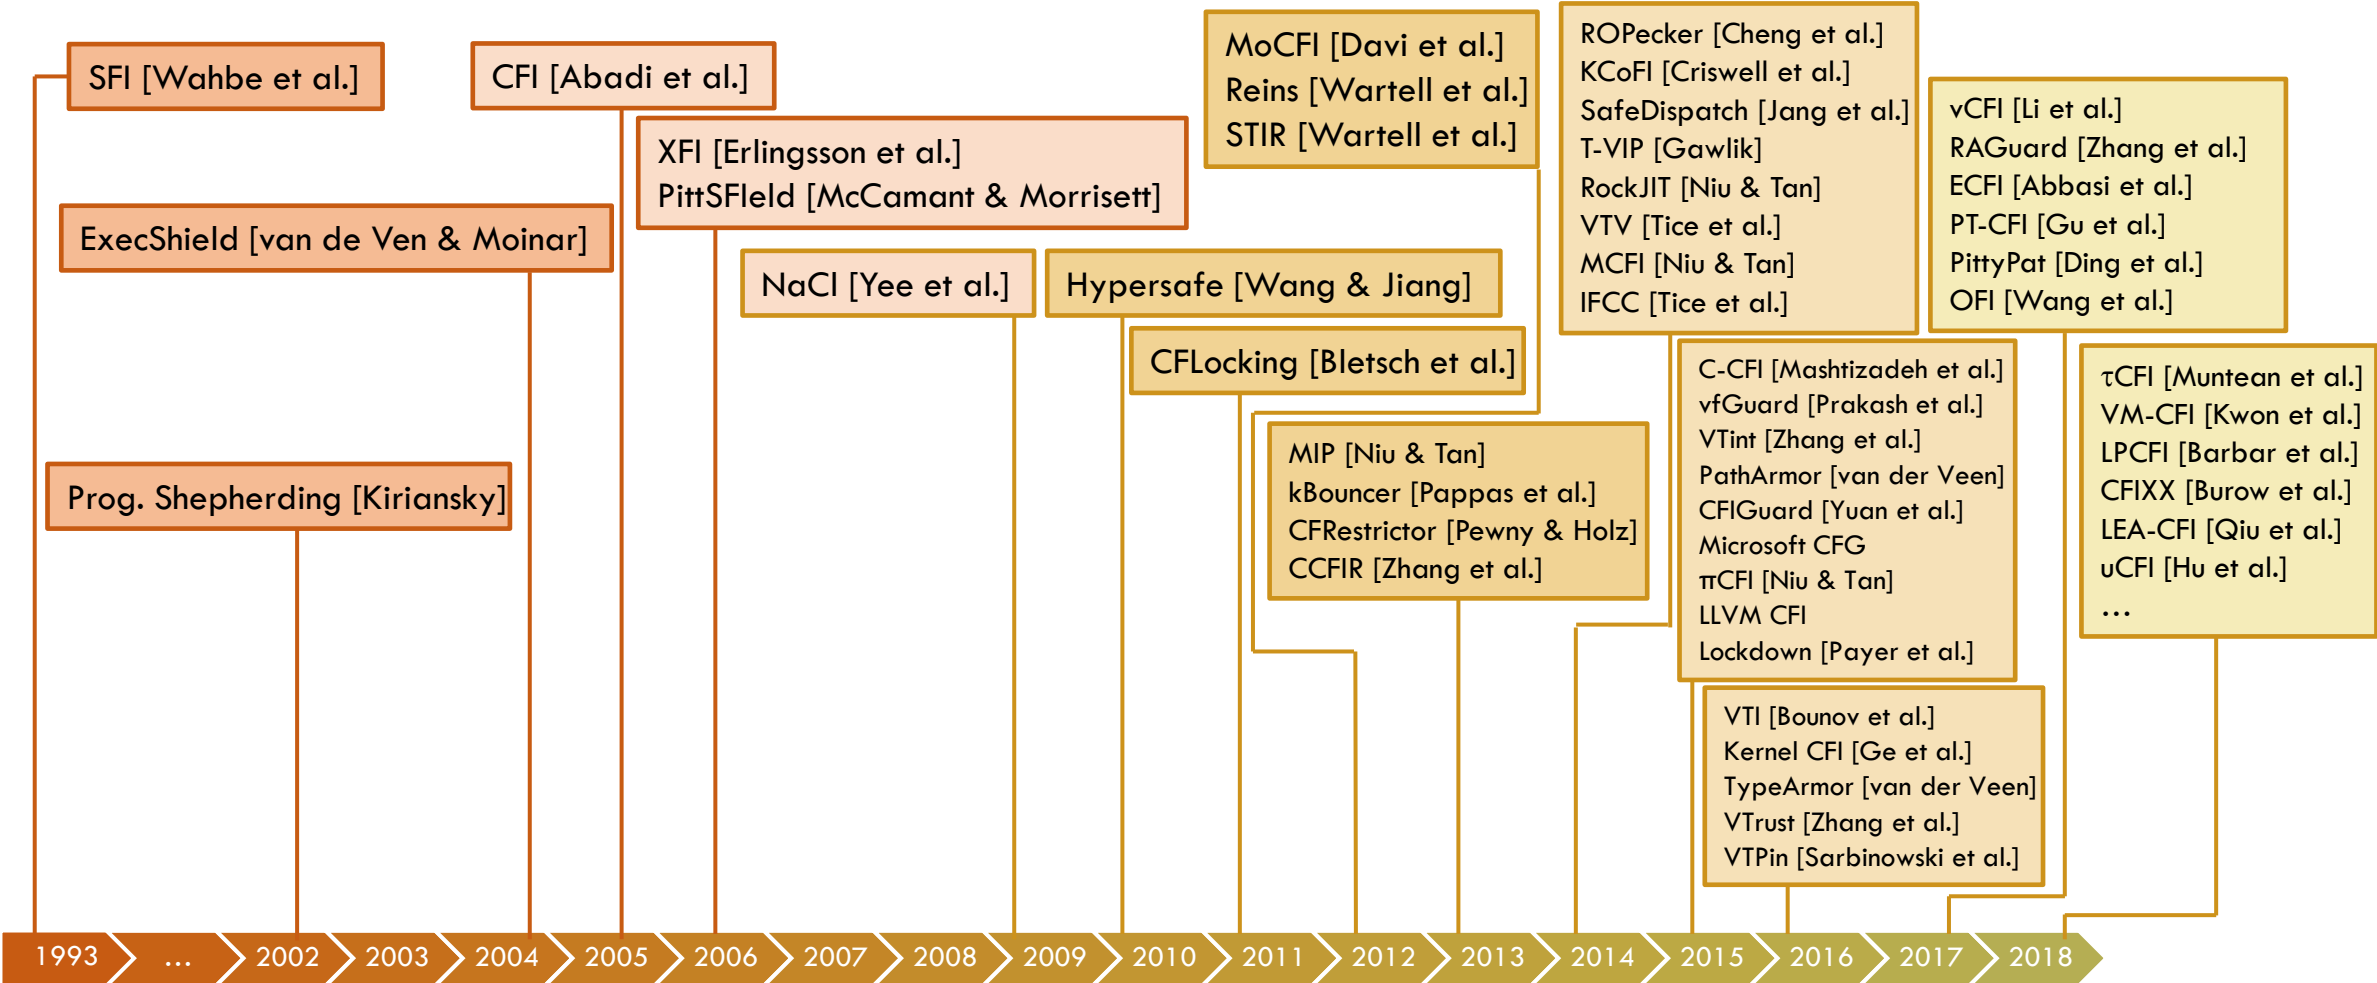 SFI [Wahbe et al.]
ExecShield [van de Ven & Moinar]
Prog. Shepherding [Kiriansky]
CFI [Abadi et al.]
XFI [Erlingsson et al.]
PittSFIeld [McCamant & Morrisett]
NaCl [Yee et al.]
Hypersafe [Wang & Jiang]
CFLocking [Bletsch et al.]
MoCFI [Davi et al.]
Reins [Wartell et al.]
STIR [Wartell et al.]
MIP [Niu & Tan]
kBouncer [Pappas et al.]
CFRestrictor [Pewny & Holz]
CCFIR [Zhang et al.]
ROPecker [Cheng et al.]
KCoFI [Criswell et al.]
SafeDispatch [Jang et al.]
T-VIP [Gawlik]
RockJIT [Niu & Tan]
VTV [Tice et al.]
MCFI [Niu & Tan]
IFCC [Tice et al.]
C-CFI [Mashtizadeh et al.]
vfGuard [Prakash et al.]
VTint [Zhang et al.]
PathArmor [van der Veen]
CFIGuard [Yuan et al.]
Microsoft CFG
πCFI [Niu & Tan]
LLVM CFI
Lockdown [Payer et al.]
VTI [Bounov et al.]
Kernel CFI [Ge et al.]
TypeArmor [van der Veen]
VTrust [Zhang et al.]
VTPin [Sarbinowski et al.]
vCFI [Li et al.]
RAGuard [Zhang et al.]
ECFI [Abbasi et al.]
PT-CFI [Gu et al.]
PittyPat [Ding et al.]
OFI [Wang et al.]
τCFI [Muntean et al.]
VM-CFI [Kwon et al.]
LPCFI [Barbar et al.]
CFIXX [Burow et al.]
LEA-CFI [Qiu et al.]
uCFI [Hu et al.]
...
1993 ... 2002 2003 2004 2005 2006 2007 2008 2009 2010 2011 2012 2013 2014 2015 2016 2017 2018